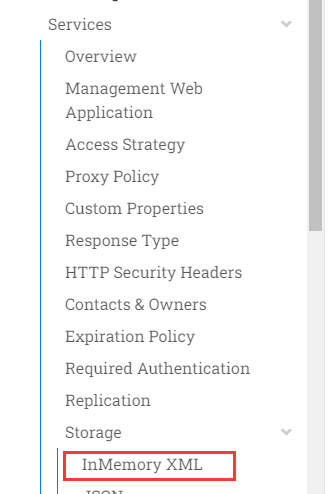 Services
Overview
Management Web
Application
Access Strategy
Proxy Policy
Custom Properties
Response Type
HTTP Security Headers
Contacts & Owners
Expiration Policy
Required Authentication
Replication
Storage
InMemory XML
JSON